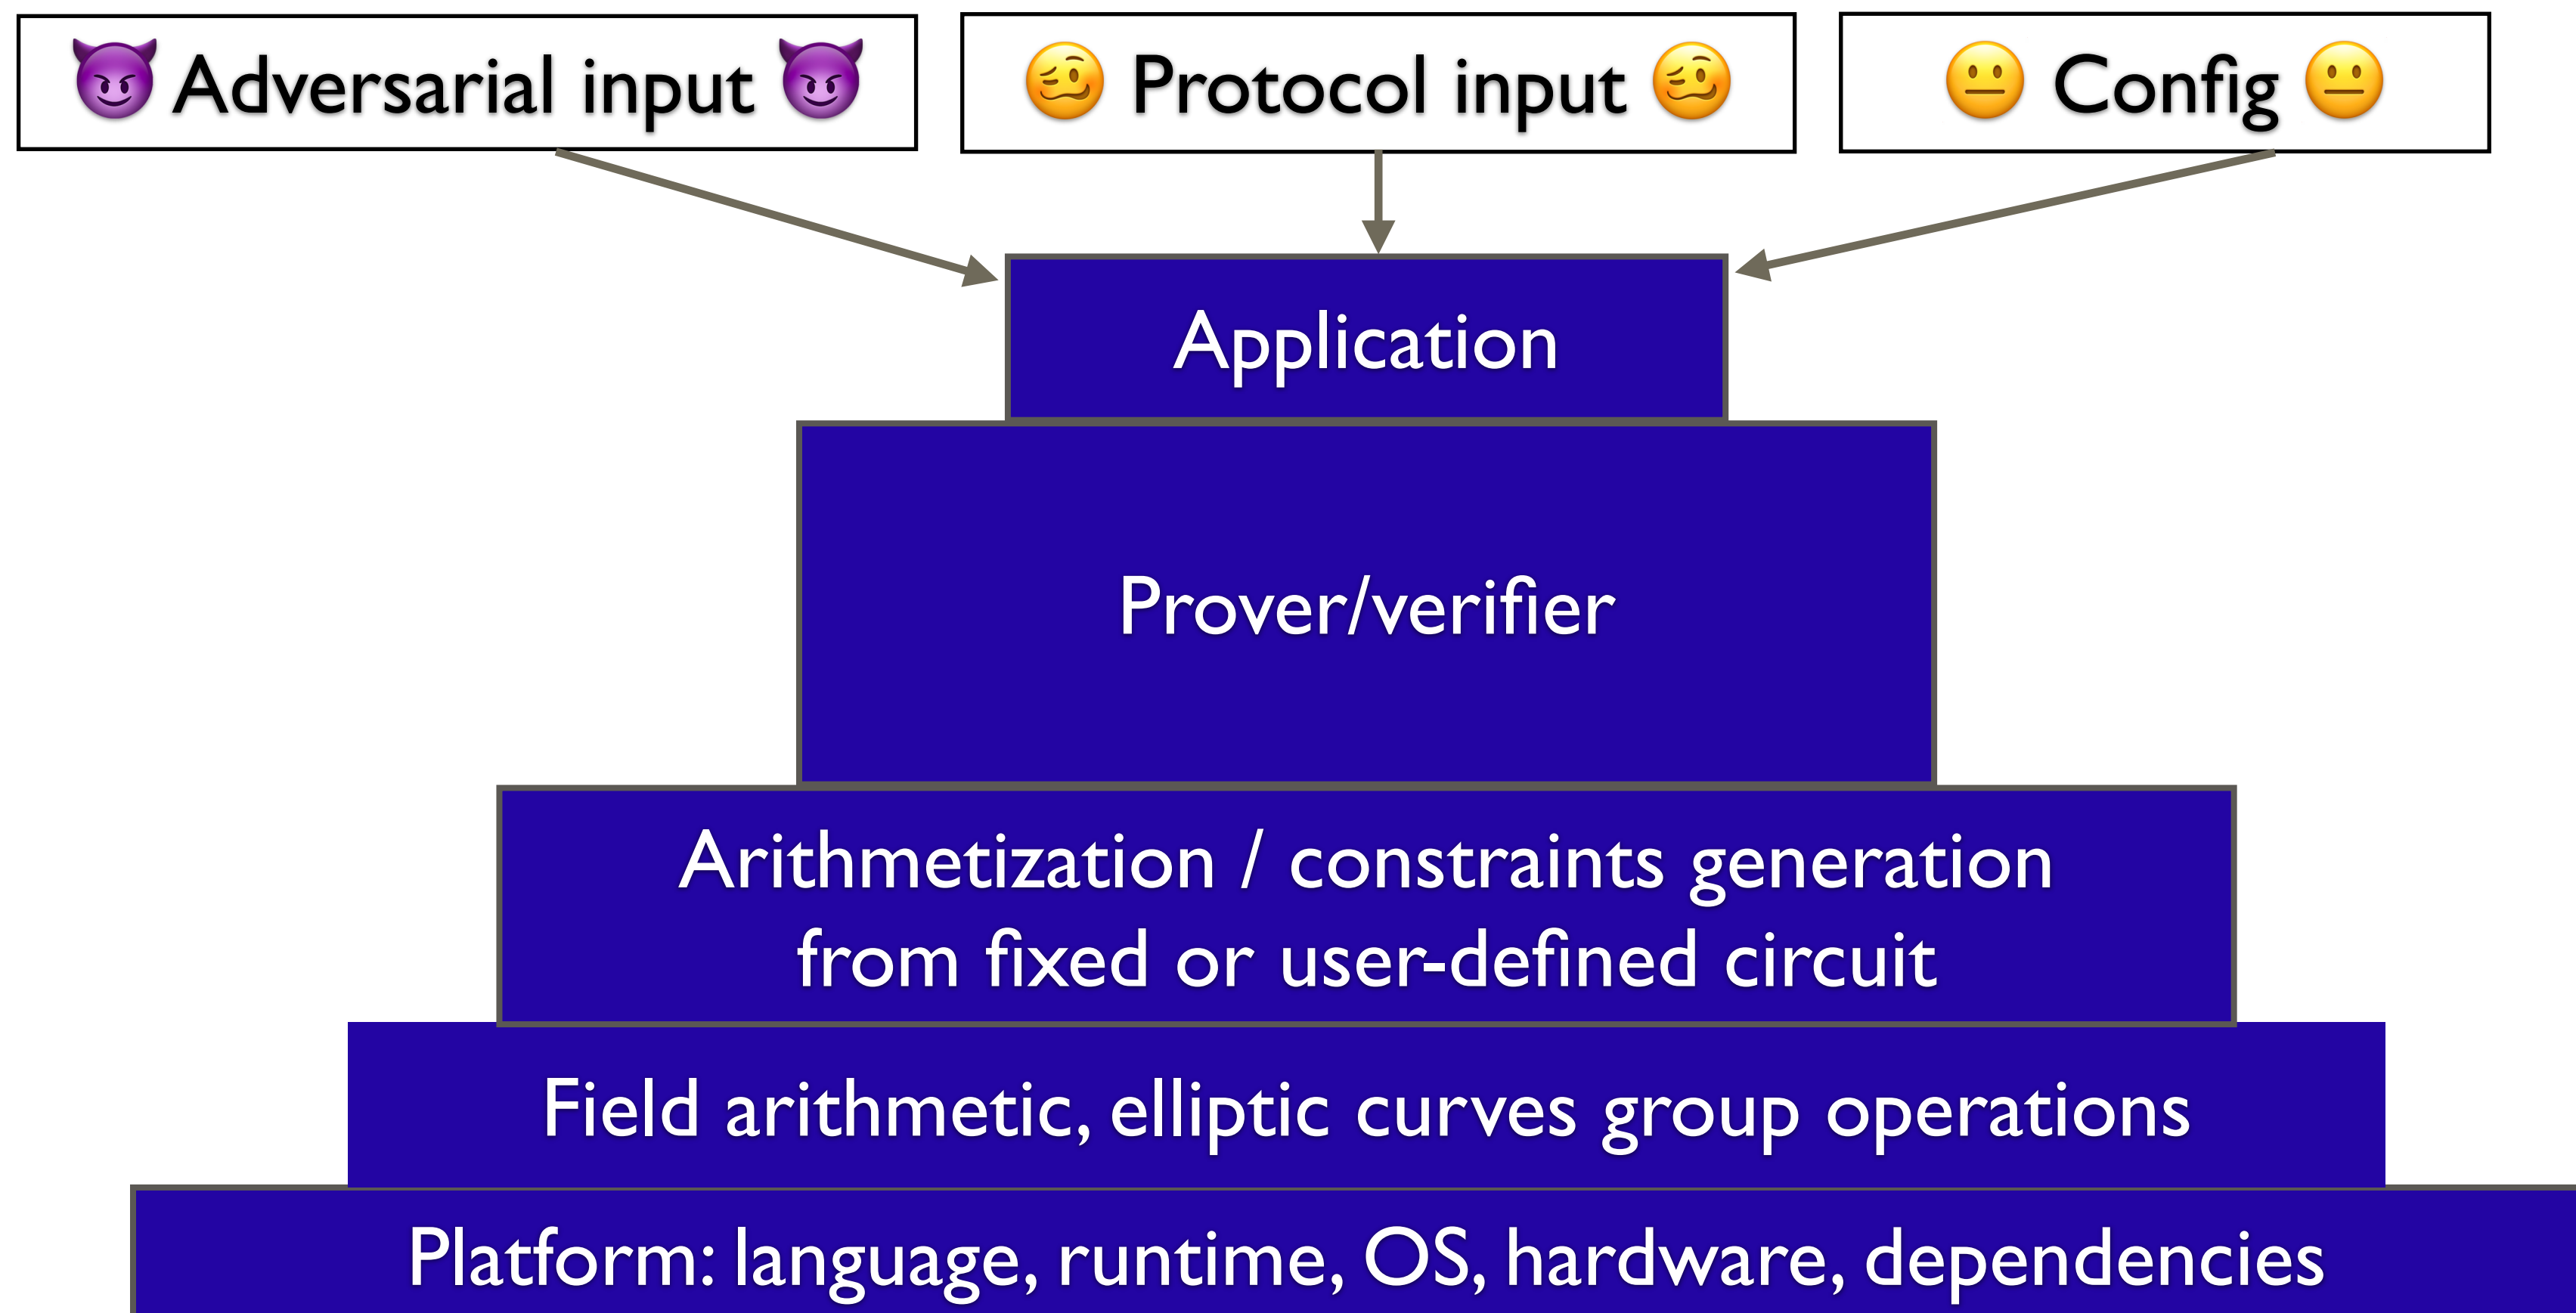 😈 Adversarial input 😈
🥴 Protocol input 🥴
😐 Config 😐
Application
Prover/verifier
Arithmetization / constraints generation
from fixed or user-defined circuit
Field arithmetic, elliptic curves group operations
Platform: language, runtime, OS, hardware, dependencies